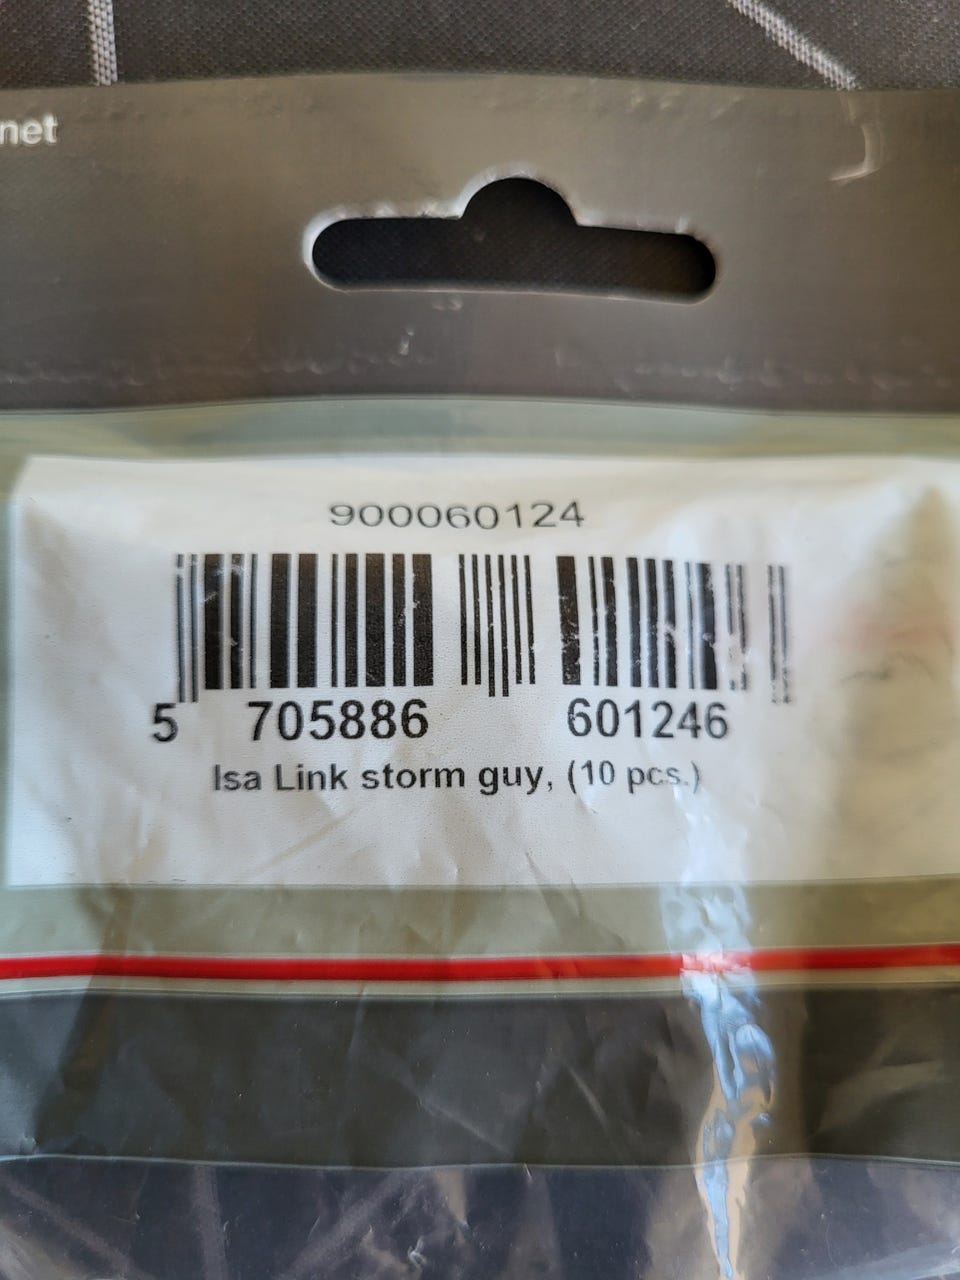 net
900060124
5 705886 601246
Isa Link storm guy, (10 pcs.)